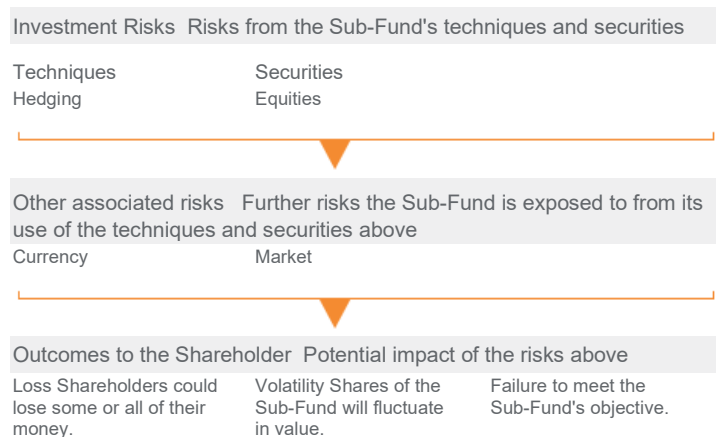 Investment Risks Risks from the Sub-Fund's techniques and securities
Techniques Securities
Hedging Equities
Other associated risks Further risks the Sub-Fund is exposed to from its
use of the techniques and securities above
Currency Market
Outcomes to the Shareholder Potential impact of the risks above
Loss Shareholders could
lose some or all of their
money.
Volatility Shares of the
Sub-Fund will fluctuate
in value.
Failure to meet the
Sub-Fund's objective.